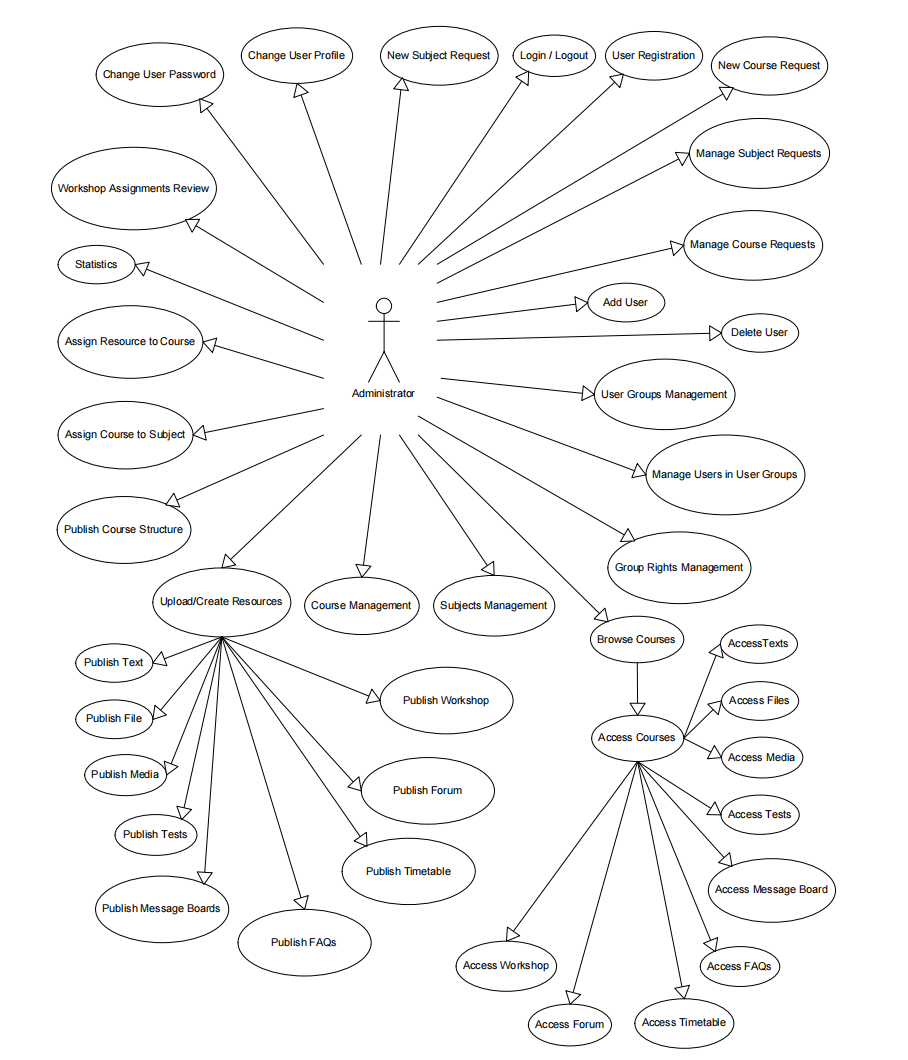 Change User Password
Change User Profile
New Subject Request
Login / Logout
User Registration
New Course Request
Manage Subject Requests
Workshop Assignments Review
Manage Course Requests
Statistics
Add User
Delete User
Assign Resource to Course
Administrator
User Groups Management
Assign Course to Subject
Manage Users in User Groups
Publish Course Structure
Group Rights Management
Upload/Create Resources
Course Management
Subjects Management
Browse Courses
AccessTexts
Publish Text
Publish Workshop
Access Files
Publish File
Access Courses
Access Media
Publish Media
Publish Forum
Access Tests
Publish Tests
Publish Timetable
Access Message Board
Publish Message Boards
Publish FAQs
Access Workshop
Access FAQs
Access Forum
Access Timetable